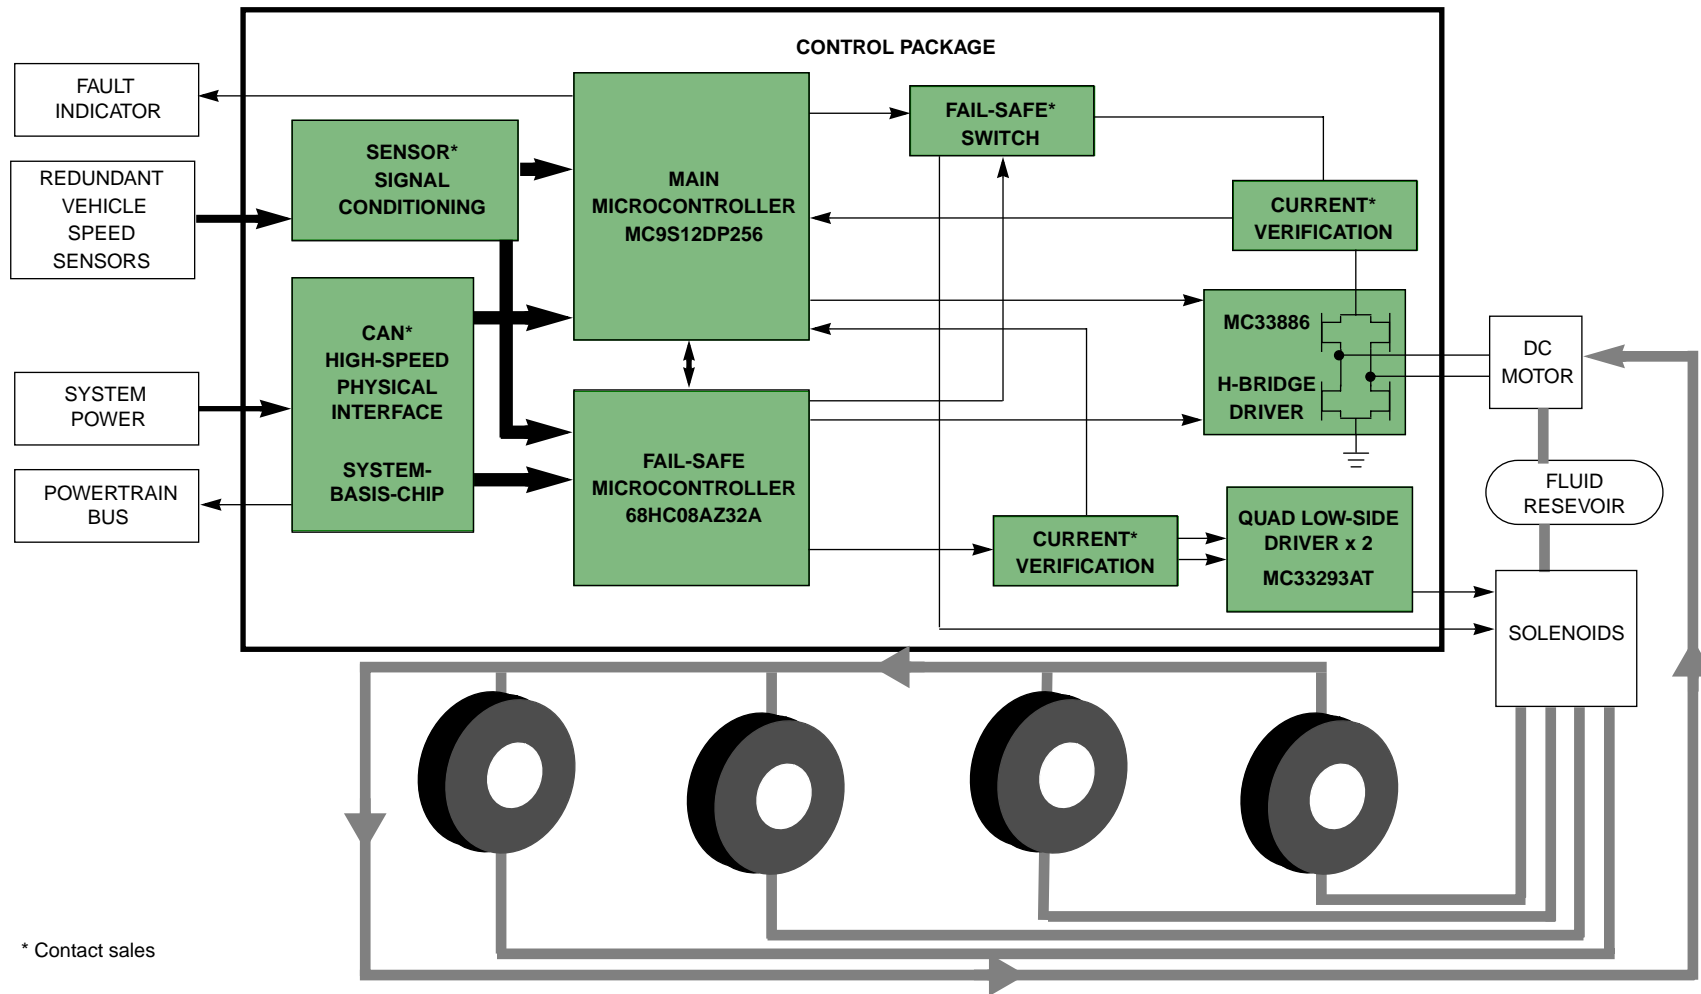 CONTROL PACKAGE
FAULT
INDICATOR
REDUNDANT
VEHICLE
SPEED
SENSORS
SYSTEM
POWER
POWERTRAIN
BUS
SENSOR*
SIGNAL
CONDITIONING
CAN*
HIGH-SPEED
PHYSICAL
INTERFACE
SYSTEM-
BASIS-CHIP
MAIN
MICROCONTROLLER
MC9S12DP256
FAIL-SAFE
MICROCONTROLLER
68HC08AZ32A
FAIL-SAFE*
SWITCH
CURRENT*
VERIFICATION
MC33886
H-BRIDGE
DRIVER
CURRENT*
VERIFICATION
QUAD LOW-SIDE
DRIVER x 2
MC33293AT
DC
MOTOR
FLUID
RESEVOIR
SOLENOIDS
* Contact sales